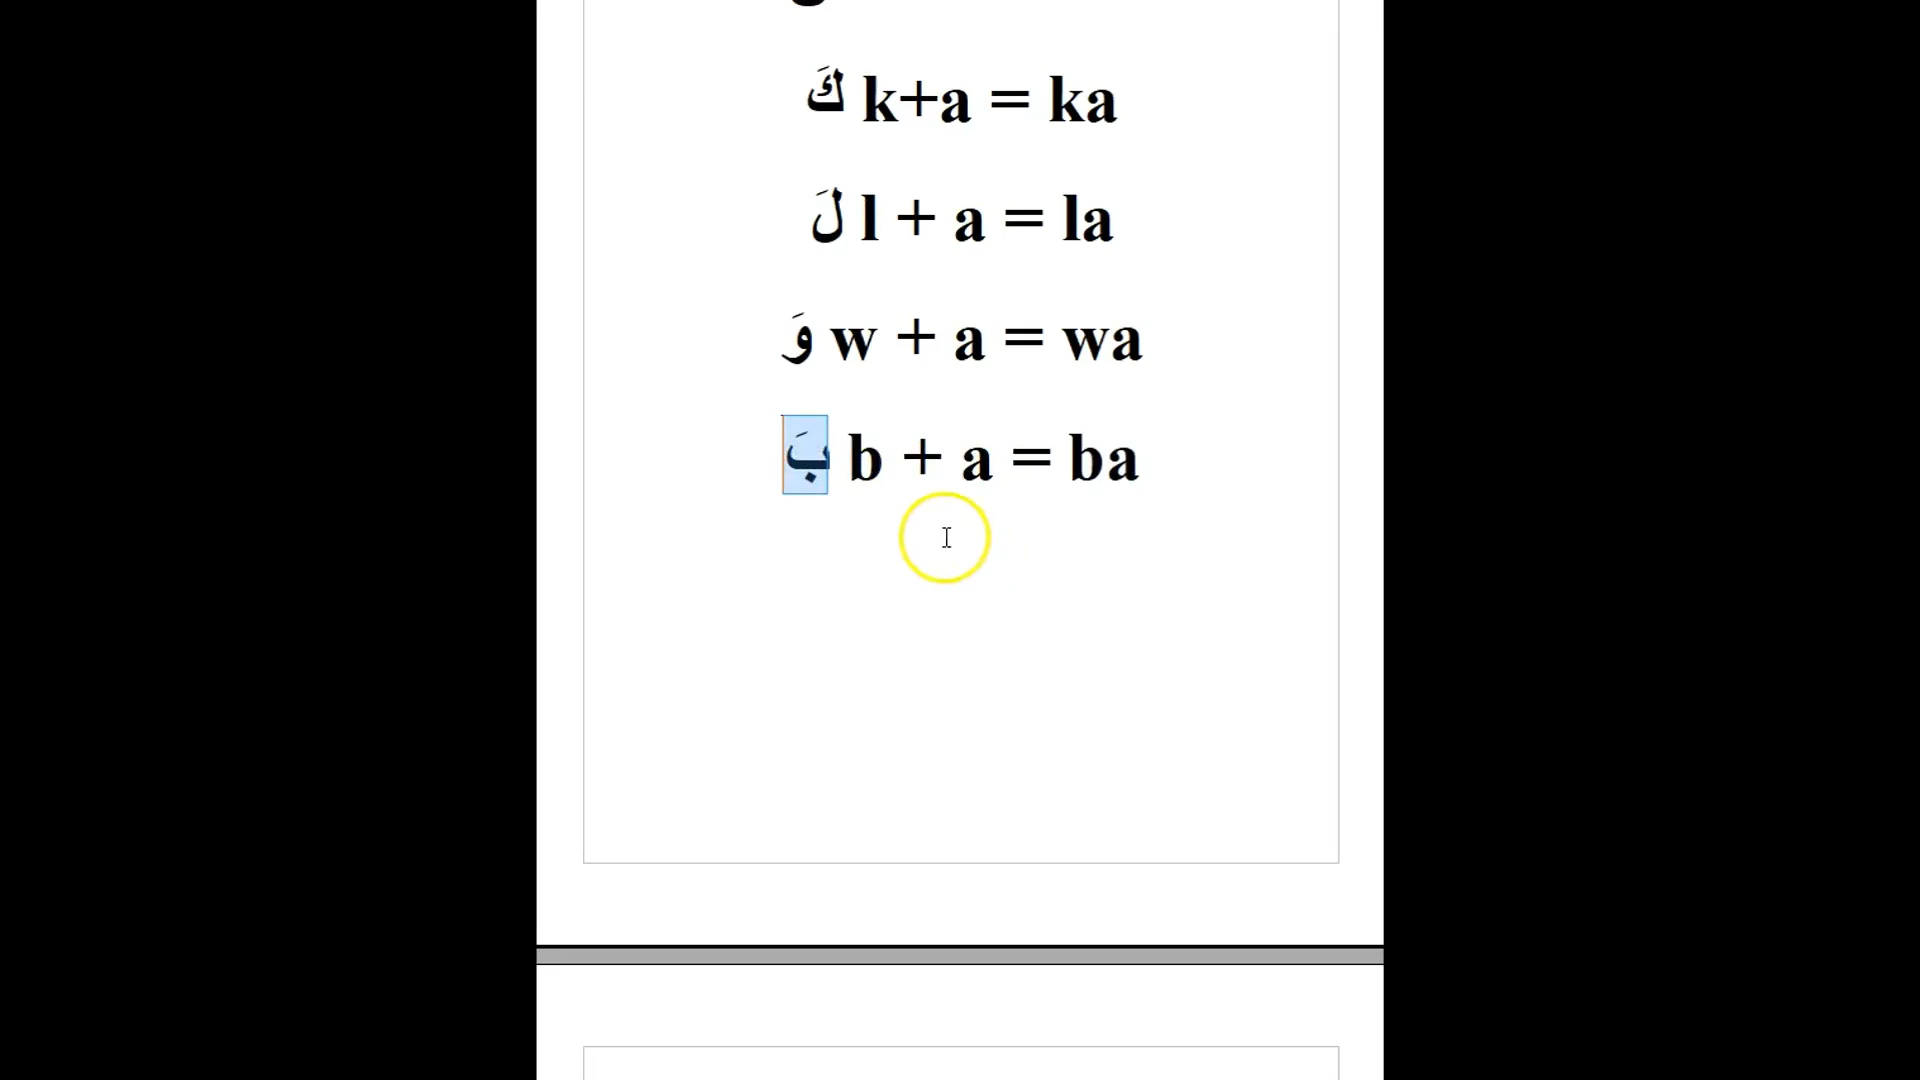 كَ k+a = ka
لَ l + a = la
وَ w + a = wa
بَ b + a = ba